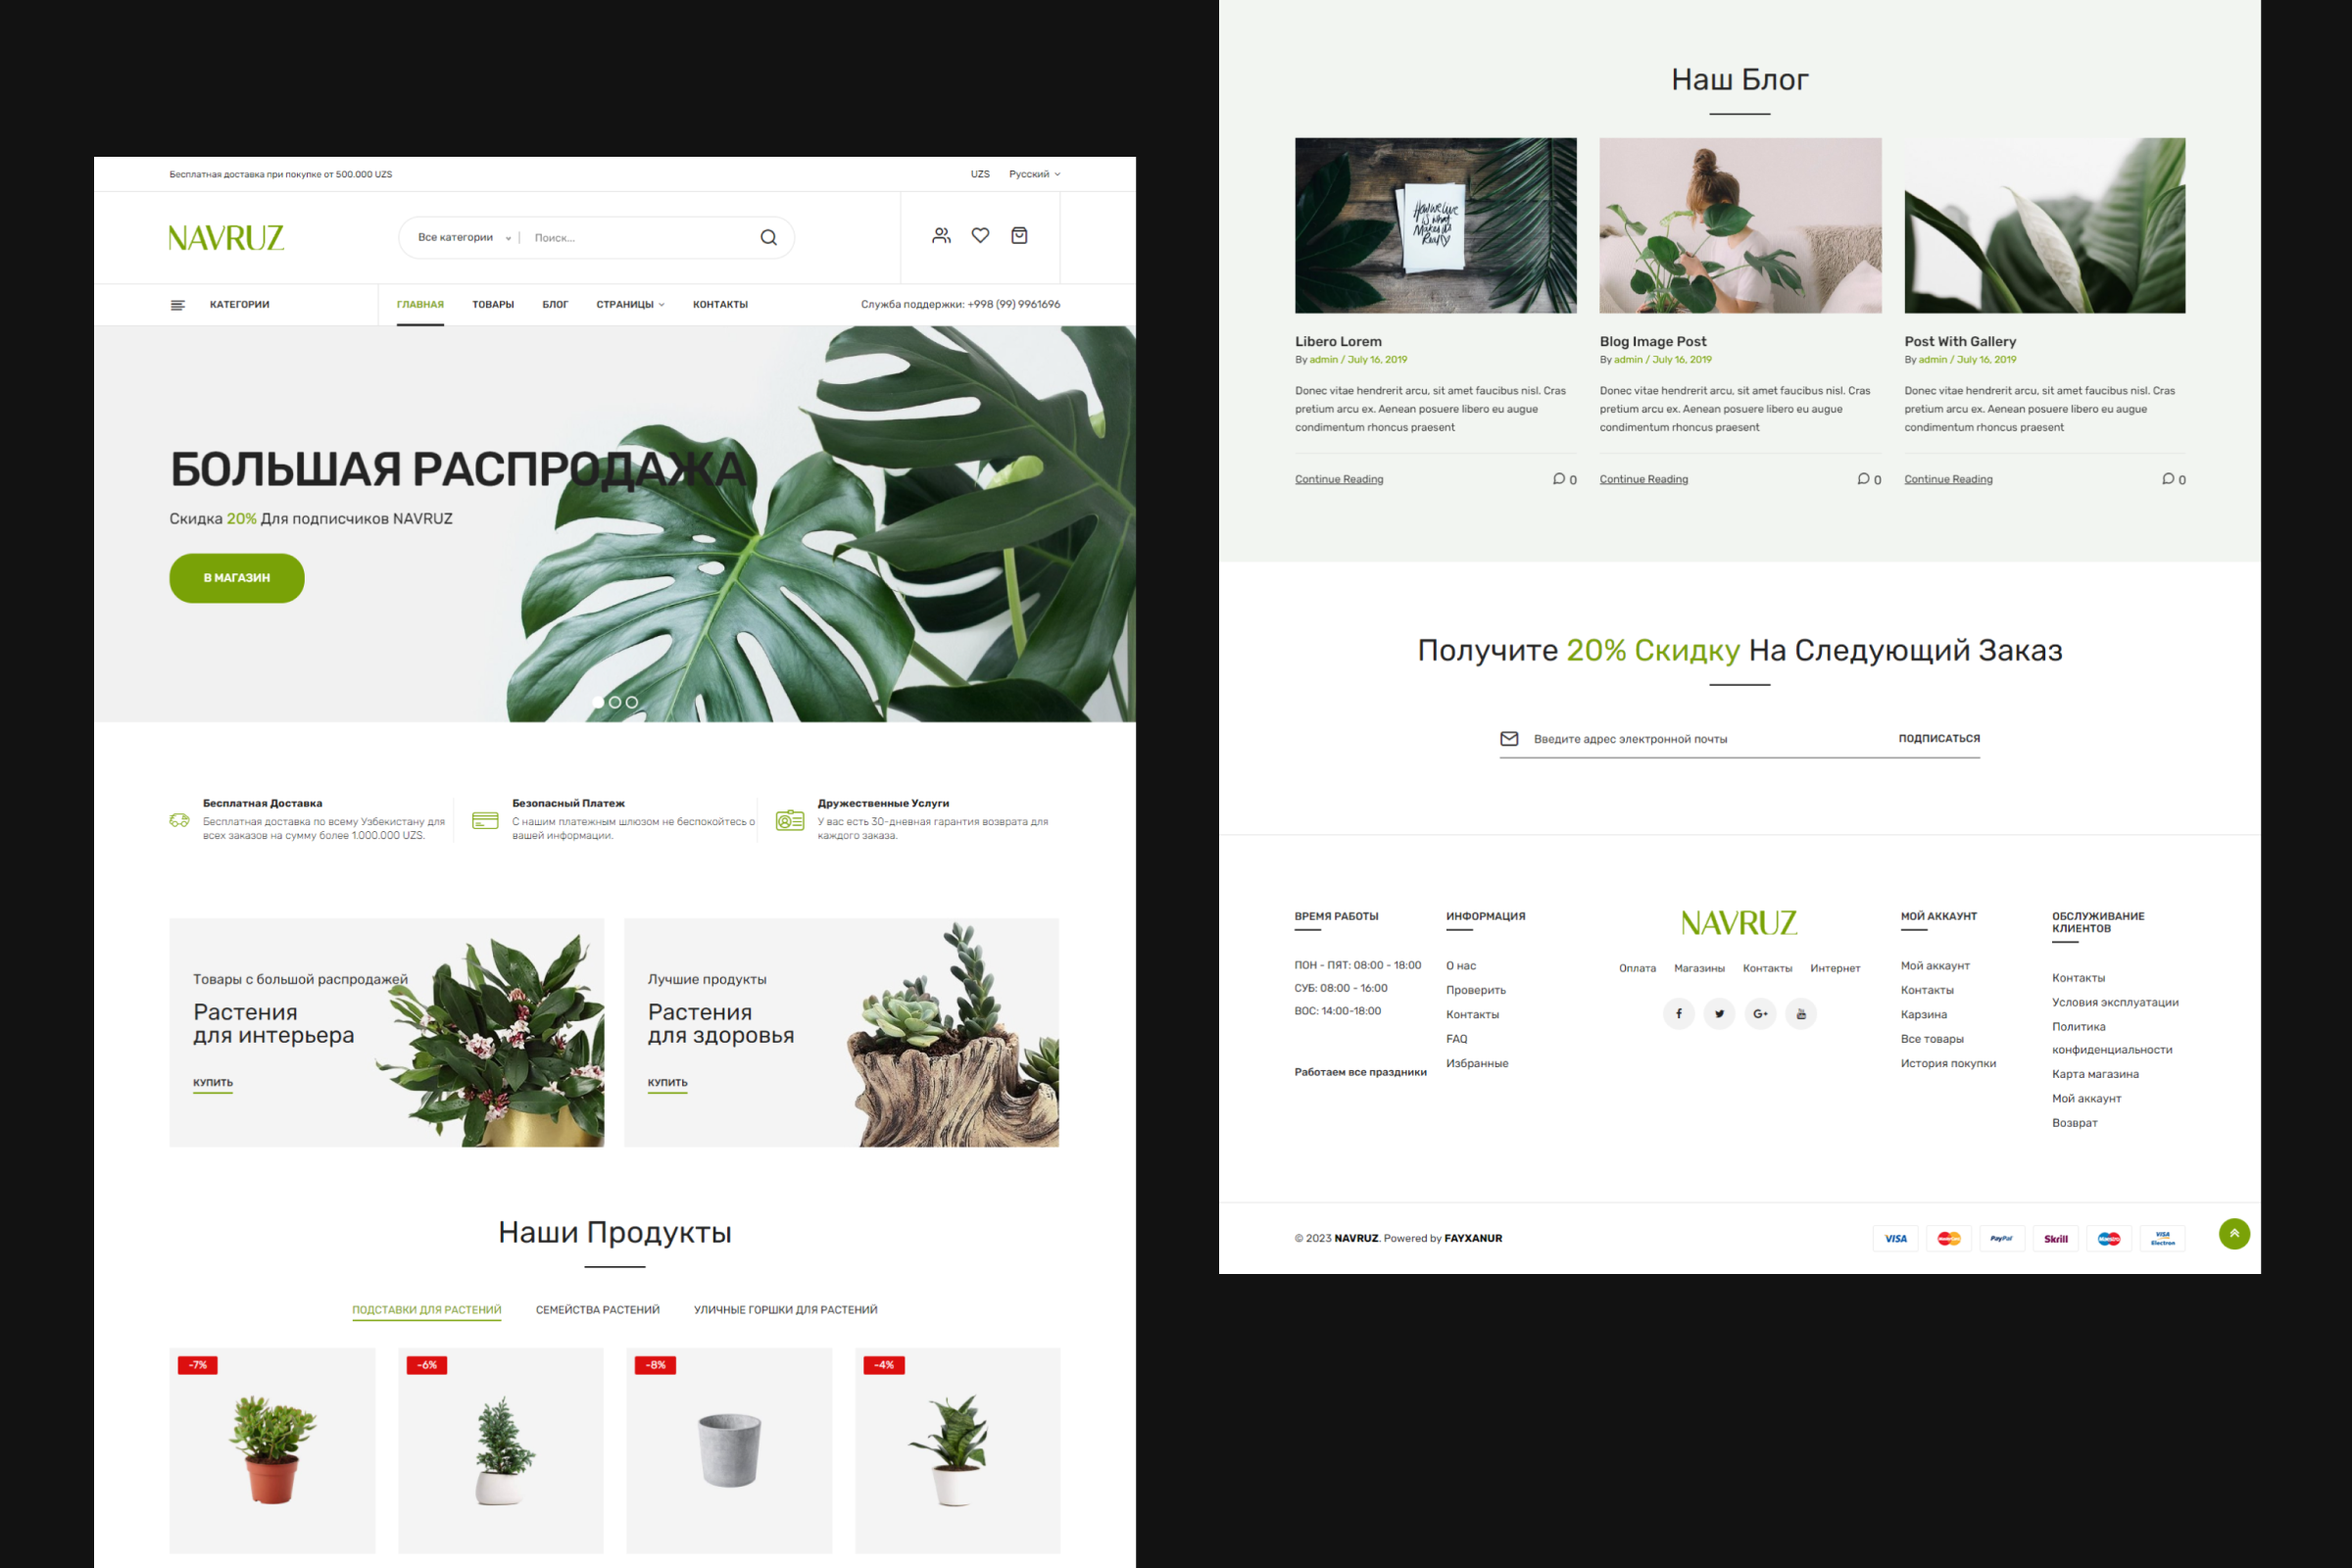 Бесплатная доставка при покупке от 500.000 UZS
UZS Русский
NAVRUZ
Все категории Поиск...
КАТЕГОРИИ
ГЛАВНАЯ ТОВАРЫ БЛОГ СТРАНИЦЫ КОНТАКТЫ
Служба поддержки: +998 (99) 9961696
БОЛЬШАЯ РАСПРОДАЖА
Скидка 20% Для подписчиков NAVRUZ
В МАГАЗИН
Бесплатная Доставка
Бесплатная доставка по всему Узбекистану для
всех заказов на сумму более 1.000.000 UZS.
Безопасный Платеж
С нашим платежным шлюзом не беспокойтесь о
вашей информации.
Дружественные Услуги
У вас есть 30-дневная гарантия возврата для
каждого заказа.
Товары с большой распродажей
Растения
для интерьера
КУПИТЬ
Лучшие продукты
Растения
для здоровья
КУПИТЬ
Наши Продукты
ПОДСТАВКИ ДЛЯ РАСТЕНИЙ СЕМЕЙСТВА РАСТЕНИЙ УЛИЧНЫЕ ГОРШКИ ДЛЯ РАСТЕНИЙ
-7%
-6%
-8%
-4%
Наш Блог
How we live
is what
Makes us
Real
Libero Lorem
By admin / July 16, 2019
Donec vitae hendrerit arcu, sit amet faucibus nisl. Cras
pretium arcu ex. Aenean posuere libero eu augue
condimentum rhoncus praesent
Continue Reading 0
Blog Image Post
By admin / July 16, 2019
Donec vitae hendrerit arcu, sit amet faucibus nisl. Cras
pretium arcu ex. Aenean posuere libero eu augue
condimentum rhoncus praesent
Continue Reading 0
Post With Gallery
By admin / July 16, 2019
Donec vitae hendrerit arcu, sit amet faucibus nisl. Cras
pretium arcu ex. Aenean posuere libero eu augue
condimentum rhoncus praesent
Continue Reading 0
Получите 20% Скидку На Следующий Заказ
Введите адрес электронной почты ПОДПИСАТЬСЯ
ВРЕМЯ РАБОТЫ
ПОН - ПЯТ: 08:00 - 18:00
СУБ: 08:00 - 16:00
ВОС: 14:00-18:00
Работаем все праздники
ИНФОРМАЦИЯ
О нас
Проверить
Контакты
FAQ
Избранные
NAVRUZ
Оплата Магазины Контакты Интернет
МОЙ АККАУНТ
Мой аккаунт
Контакты
Карзина
Все товары
История покупки
ОБСЛУЖИВАНИЕ
КЛИЕНТОВ
Контакты
Условия эксплуатации
Политика
конфиденциальности
Карта магазина
Мой аккаунт
Возврат
© 2023 NAVRUZ. Powered by FAYXANUR
VISA MasterCard PayPal Skrill Maestro VISA
Electron